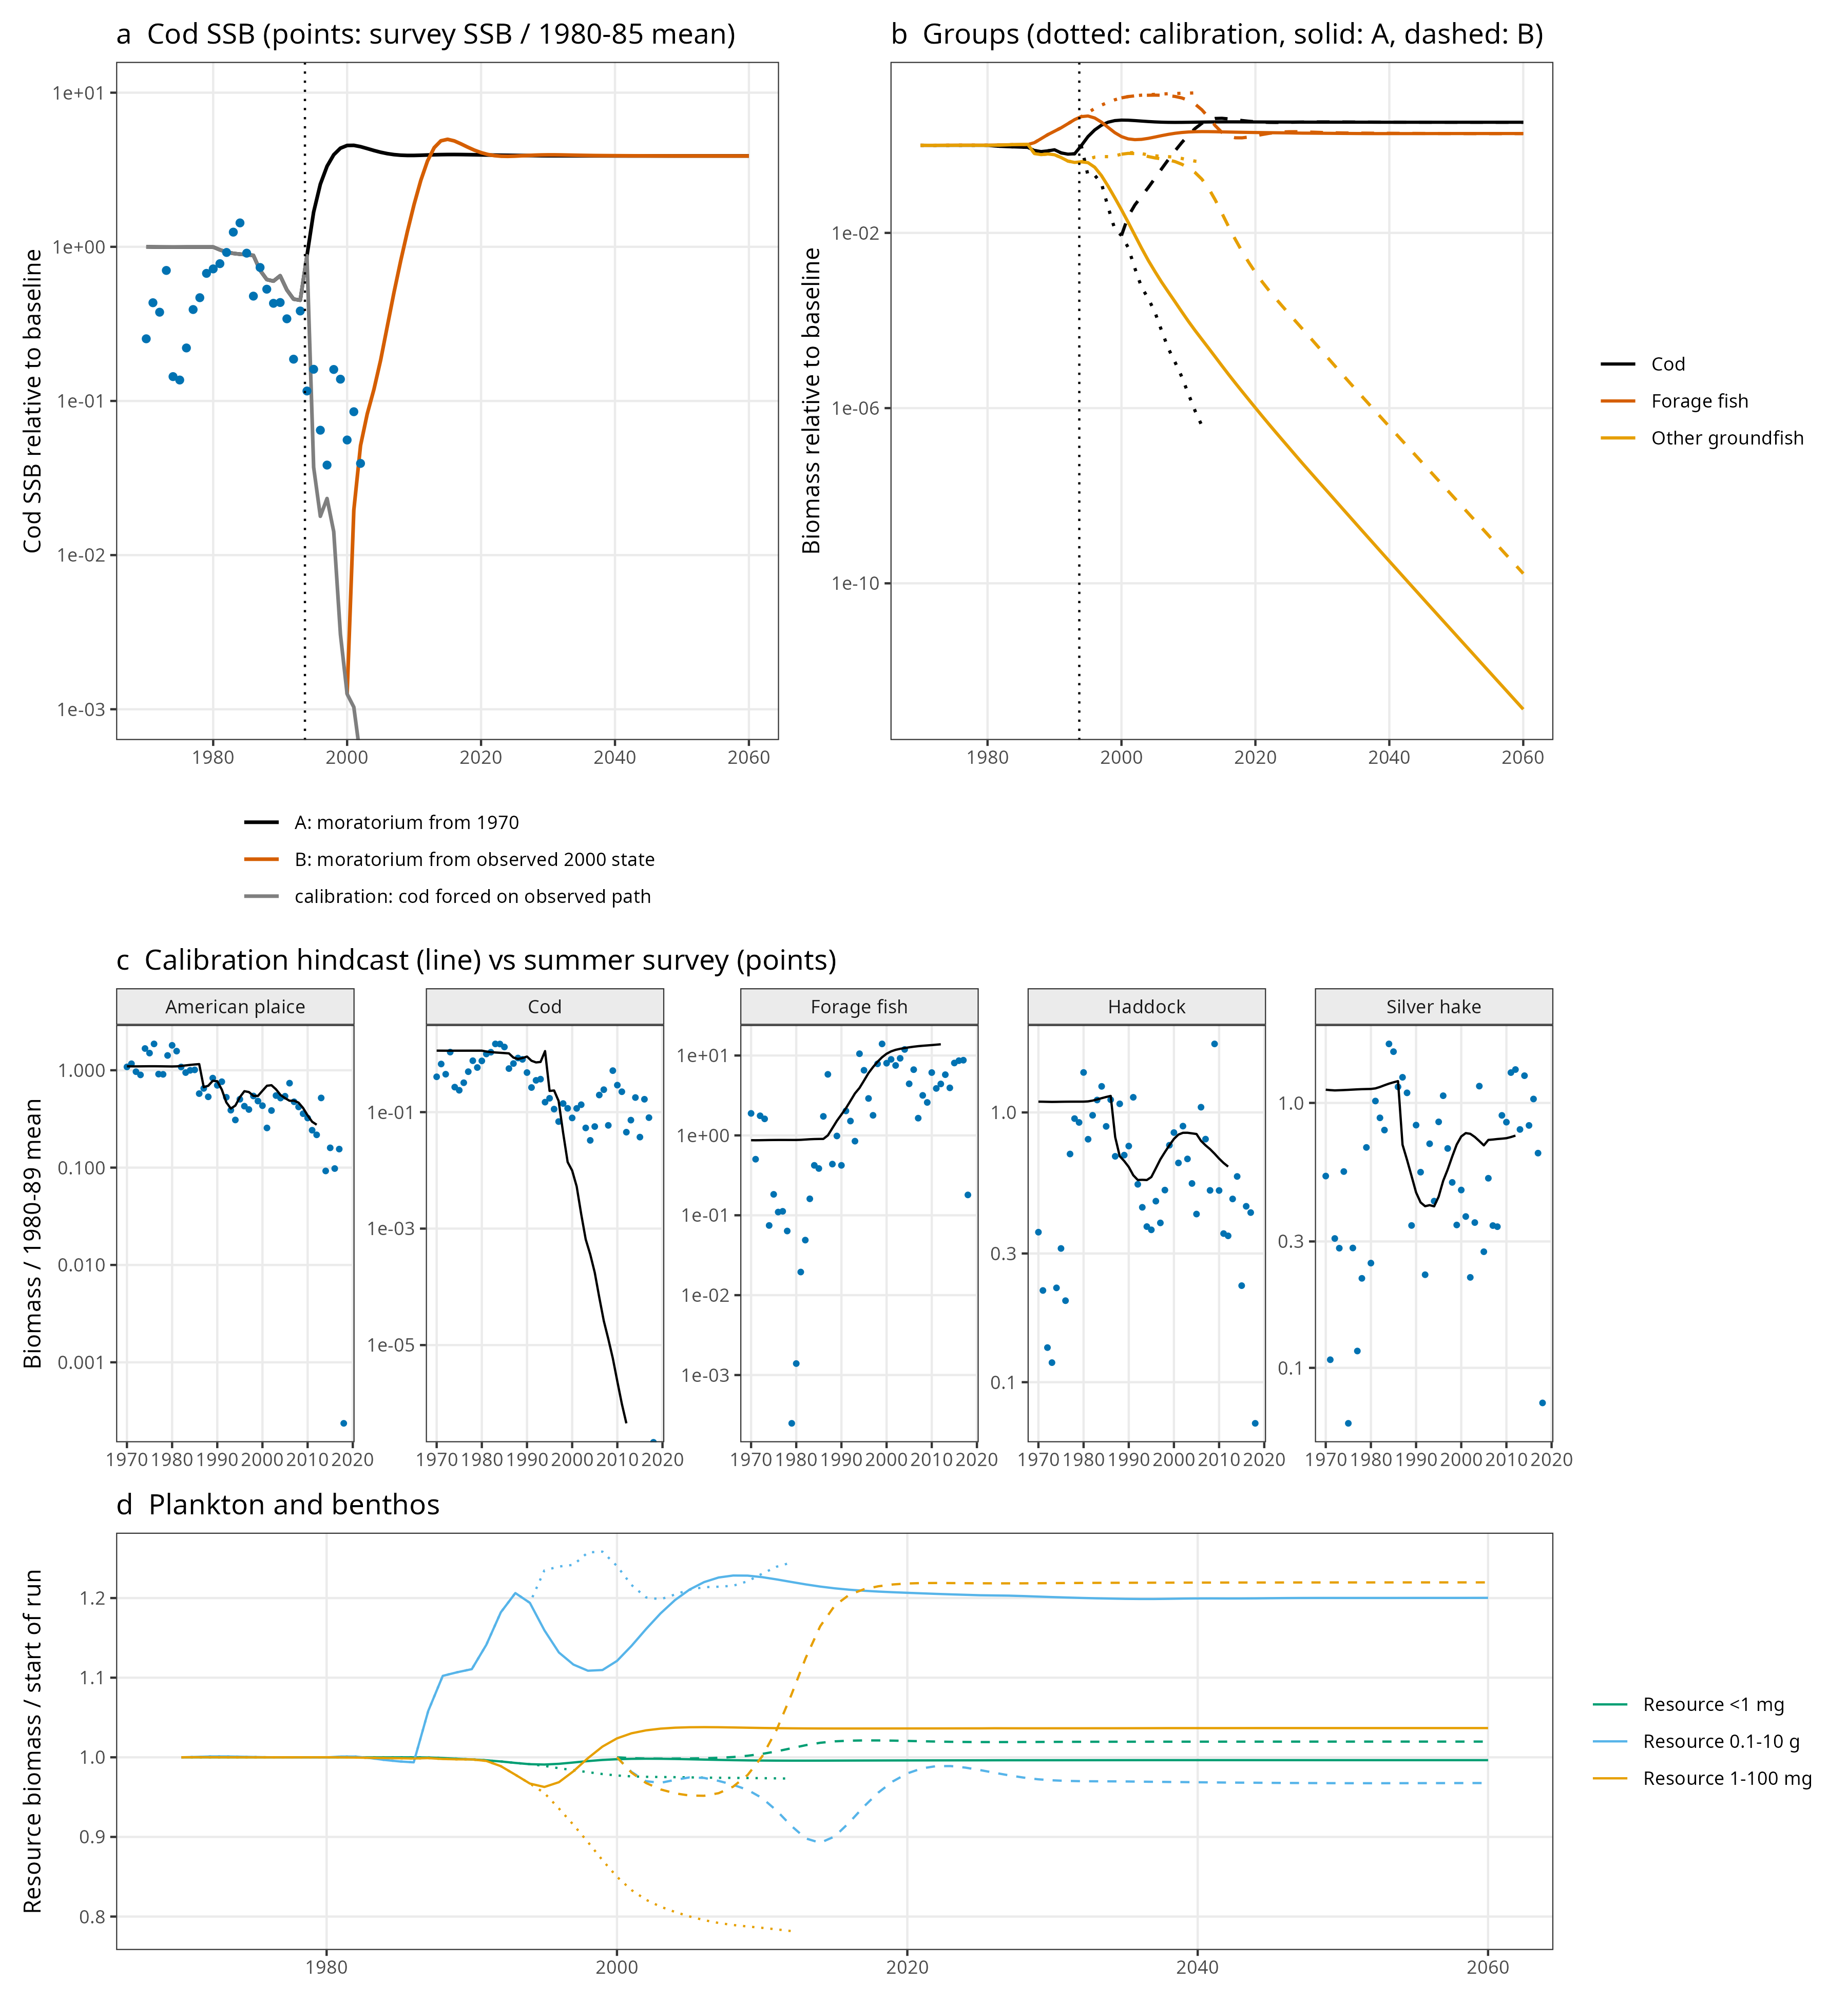 a  Cod SSB (points: survey SSB / 1980-85 mean)
Cod SSB relative to baseline
1e+01
1e+00
1e-01
1e-02
1e-03
1980 2000 2020 2040 2060
A: moratorium from 1970
B: moratorium from observed 2000 state
calibration: cod forced on observed path
b  Groups (dotted: calibration, solid: A, dashed: B)
Biomass relative to baseline
1e-02
1e-06
1e-10
1980 2000 2020 2040 2060
Cod
Forage fish
Other groundfish
c  Calibration hindcast (line) vs summer survey (points)
Biomass / 1980-89 mean
American plaice
1.000
0.100
0.010
0.001
1970 1980 1990 2000 2010 2020
Cod
1e-01
1e-03
1e-05
1970 1980 1990 2000 2010 2020
Forage fish
1e+01
1e+00
1e-01
1e-02
1e-03
1970 1980 1990 2000 2010 2020
Haddock
1.0
0.3
0.1
1970 1980 1990 2000 2010 2020
Silver hake
1.0
0.3
0.1
1970 1980 1990 2000 2010 2020
d  Plankton and benthos
Resource biomass / start of run
1.2
1.1
1.0
0.9
0.8
1980 2000 2020 2040 2060
Resource <1 mg
Resource 0.1-10 g
Resource 1-100 mg